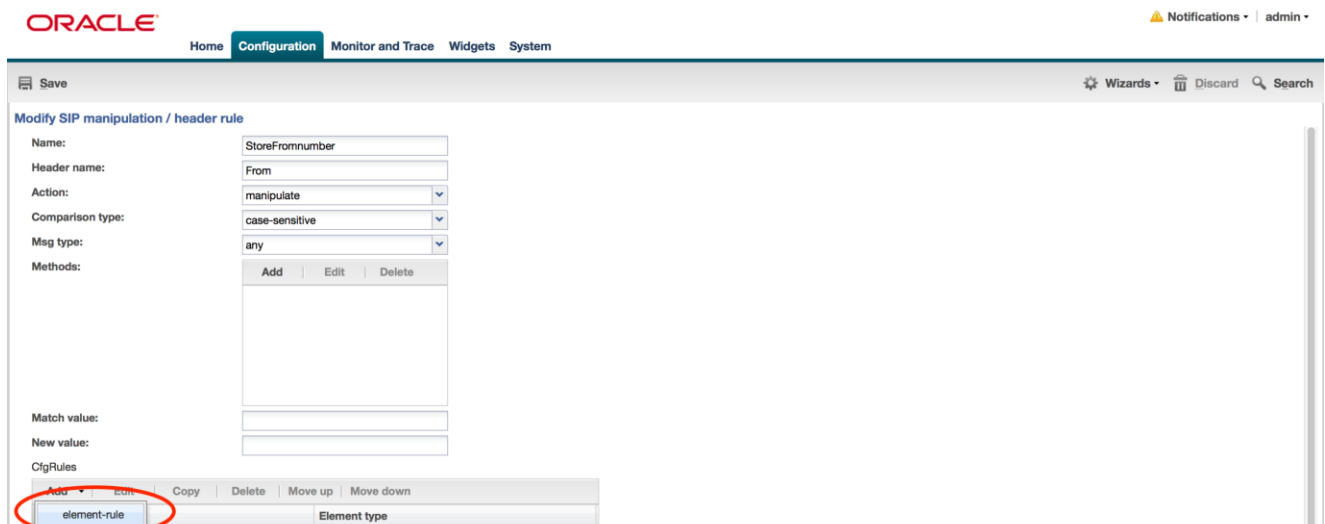 ORACLE
Notifications admin
Home Configuration Monitor and Trace Widgets System
Save Wizards Discard Search
Modify SIP manipulation / header rule
Name: StoreFromnumber
Header name: From
Action: manipulate
Comparison type: case-sensitive
Msg type: any
Methods: Add Edit Delete
Match value:
New value:
CfgRules
Add Edit Copy Delete Move up Move down
element-rule Element type